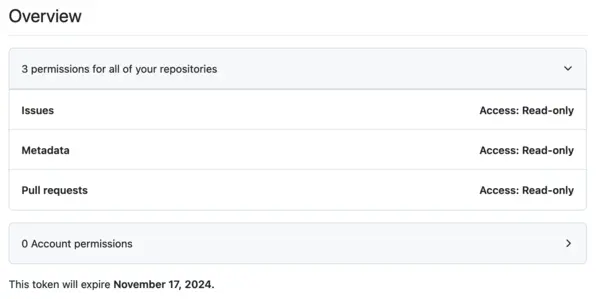 Overview
3 permissions for all of your repositories
Issues Access: Read-only
Metadata Access: Read-only
Pull requests Access: Read-only
0 Account permissions
This token will expire November 17, 2024.